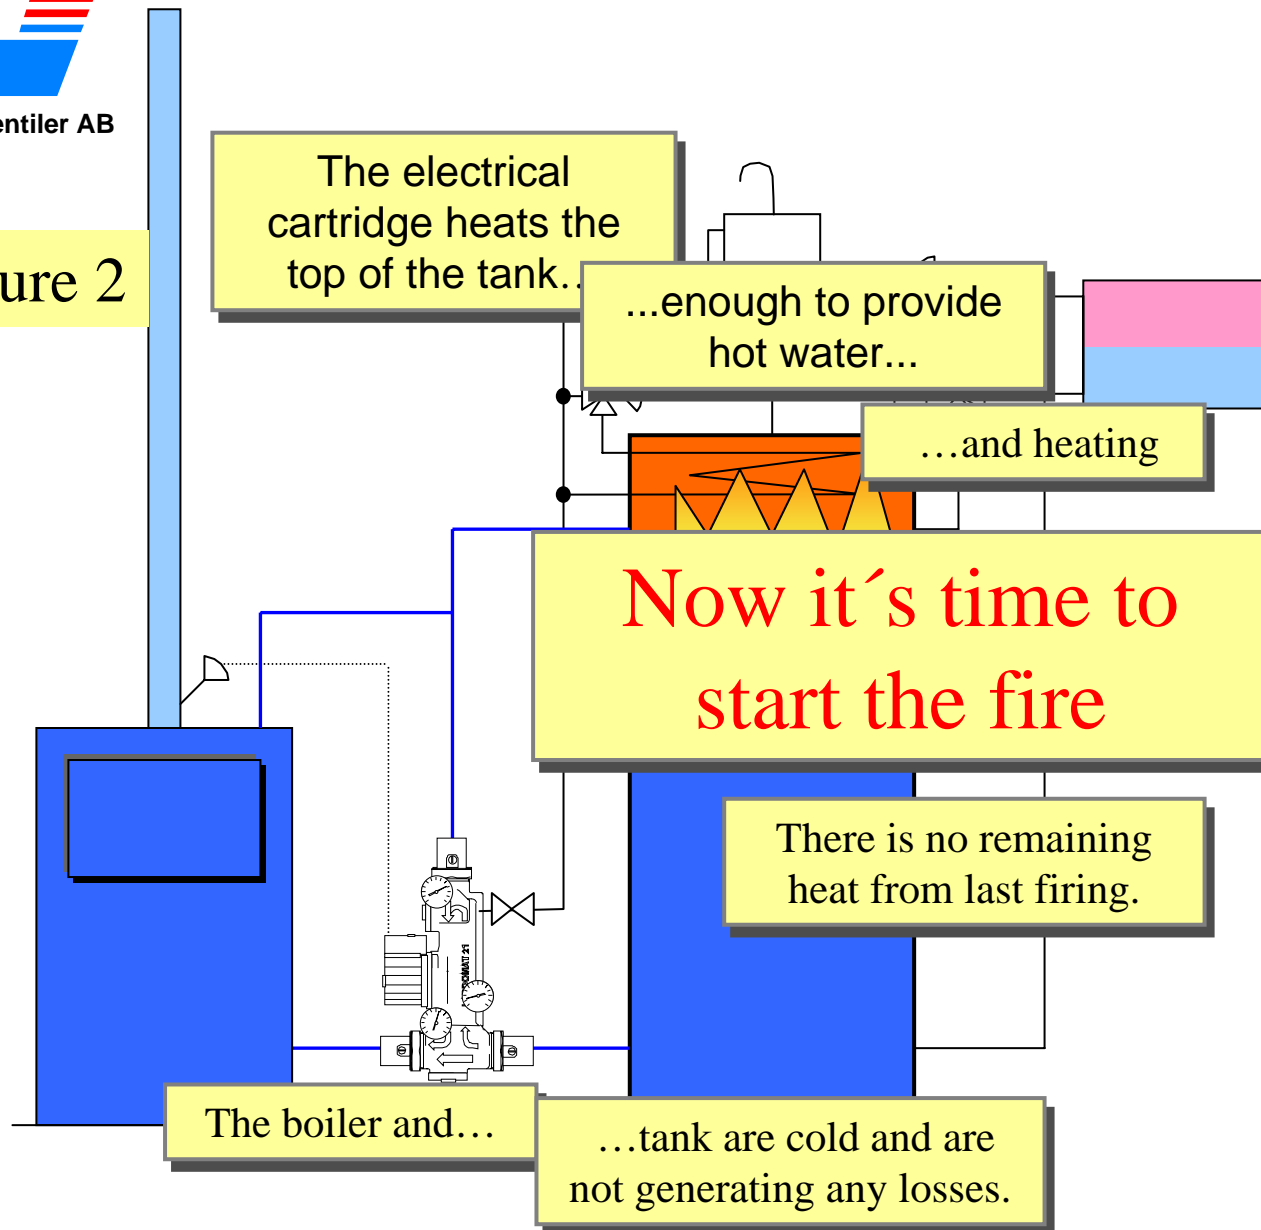 entiler AB
The electrical
cartridge heats the
top of the tank..
ure 2
...enough to provide
hot water...
…and heating
Now it´s time to
start the fire
There is no remaining
heat from last firing.
The boiler and…
…tank are cold and are
not generating any losses.